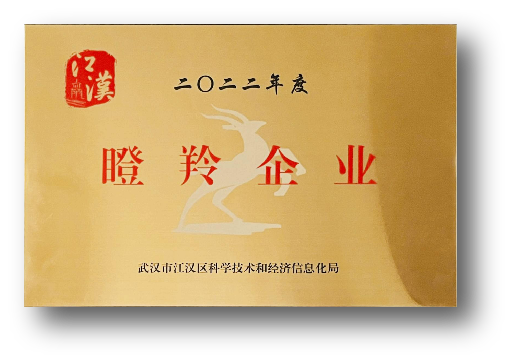 江漢
二〇二二年度
瞪羚企业
武汉市江汉区科学技术和经济信息化局